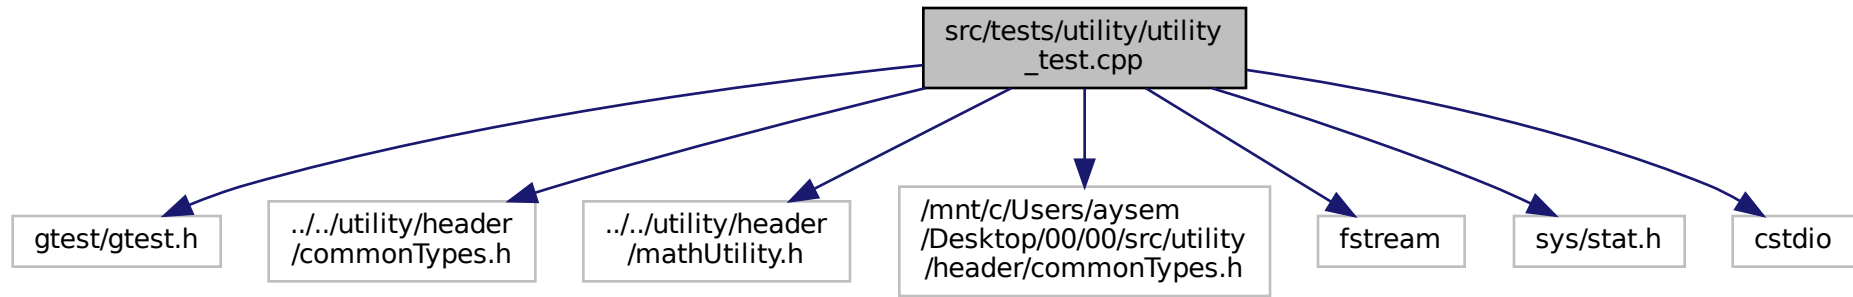 src/tests/utility/utility
_test.cpp
gtest/gtest.h
../../utility/header
/commonTypes.h
../../utility/header
/mathUtility.h
/mnt/c/Users/aysem
/Desktop/00/00/src/utility
/header/commonTypes.h
fstream
sys/stat.h
cstdio